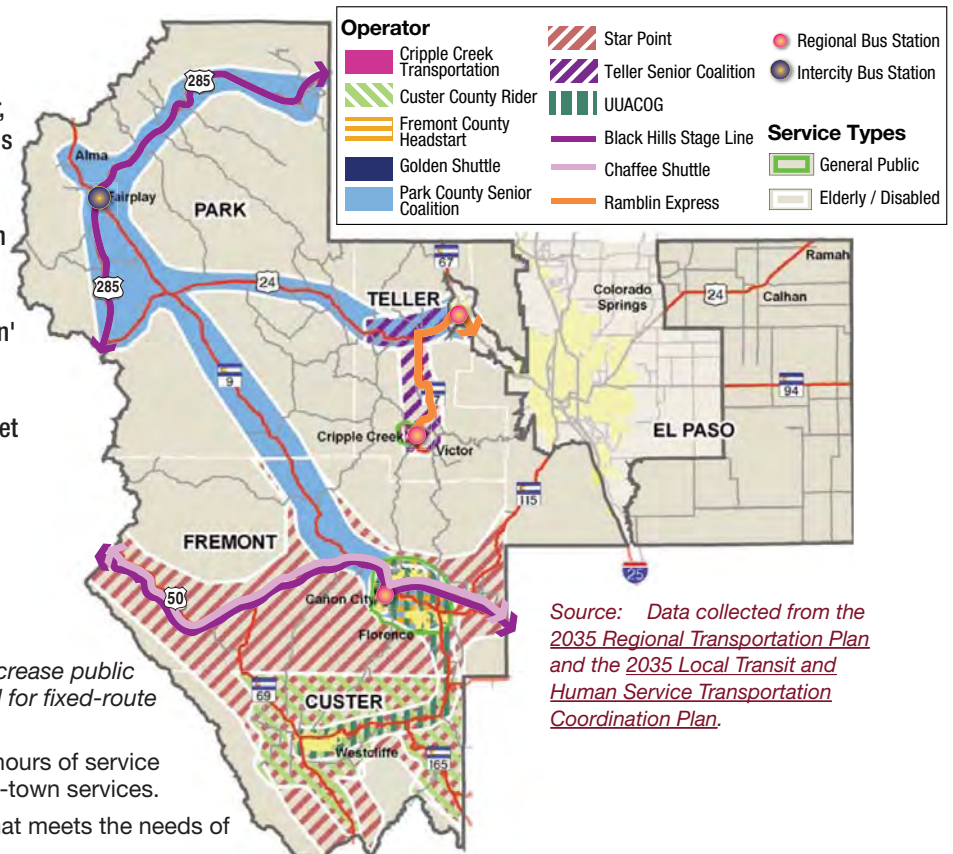 ;
s
n
n'
et
crease public
l for fixed-route
hours of service
-town services.
hat meets the needs of
Operator
Cripple Creek
Transportation
Custer County Rider
Fremont County
Headstart
Golden Shuttle
Park County Senior
Coalition
Star Point
Teller Senior Coalition
UUACOG
Black Hills Stage Line
Chaffee Shuttle
Ramblin Express
Regional Bus Station
Intercity Bus Station
Service Types
General Public
Elderly / Disabled
285
Alma
Fairplay
PARK
285
24
67
TELLER
Colorado
Springs
24
Ramah
Calhan
9
7
94
Cripple Creek
Victor
EL PASO
115
FREMONT
25
50
Cañon City
Florence
69
CUSTER
Westcliffe
165
Source: Data collected from the
2035 Regional Transportation Plan
and the 2035 Local Transit and
Human Service Transportation
Coordination Plan.